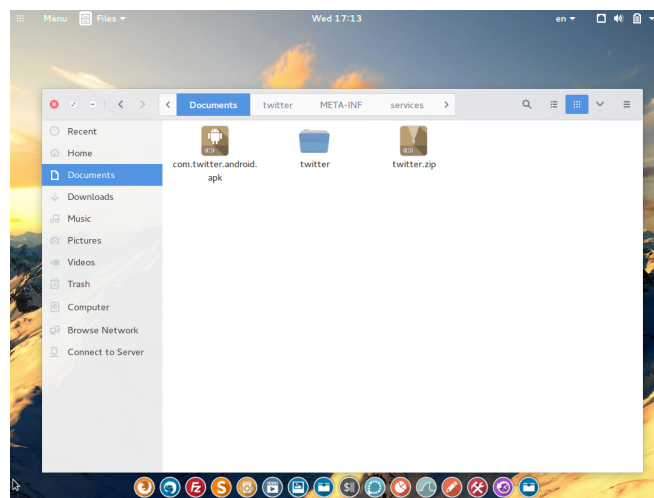 Menu Files Wed 17:13 en
Documents twitter META-INF services
Recent
Home
Documents
Downloads
Music
Pictures
Videos
Trash
Computer
Browse Network
Connect to Server
com.twitter.android.
apk
twitter
twitter.zip